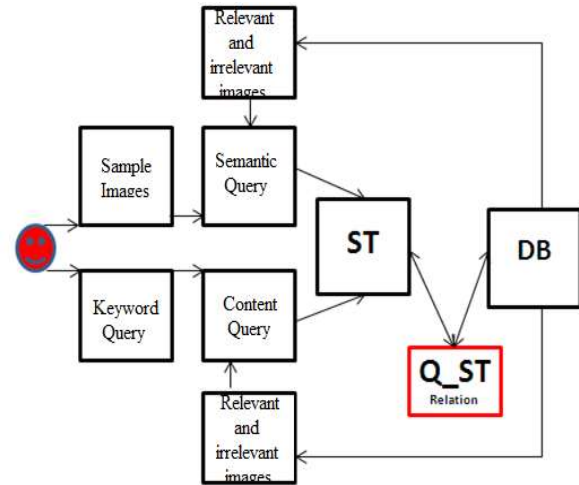 Relevant
and
irrelevant
images
Sample
Images
Semantic
Query
ST
DB
Keyword
Query
Content
Query
Q_ST
Relation
Relevant
and
irrelevant
images